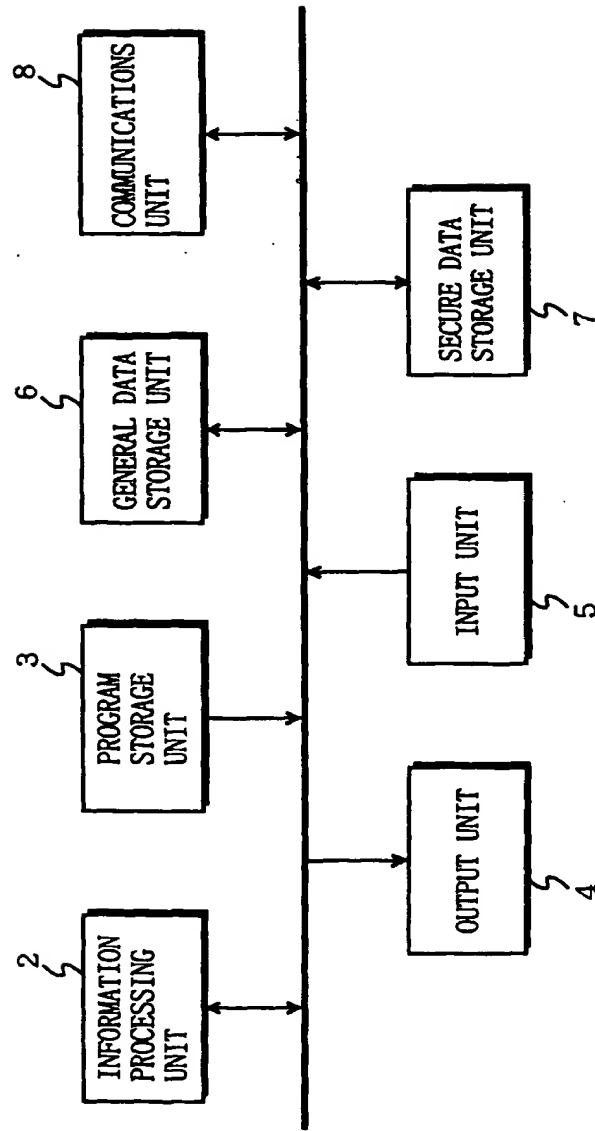 2
INFORMATION
PROCESSING
UNIT
3
PROGRAM
STORAGE
UNIT
6
GENERAL DATA
STORAGE UNIT
8
COMMUNICATIONS
UNIT
OUTPUT UNIT
4
INPUT UNIT
5
SECURE DATA
STORAGE UNIT
7